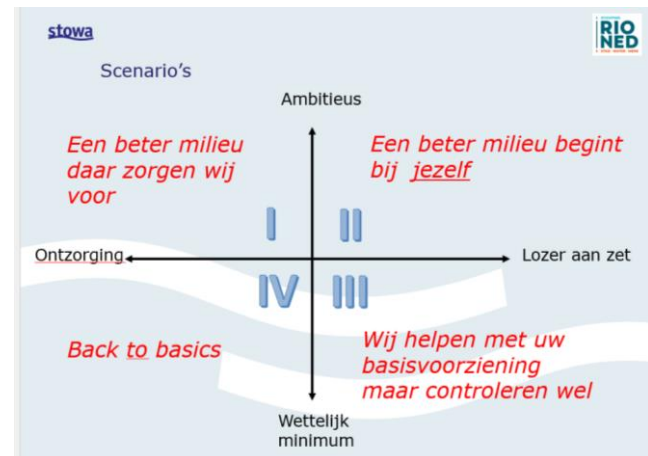 stowa
RIO
NED
Scenario's
Ambitieus
Een beter milieu
daar zorgen wij
voor
Een beter milieu begint
bij jezelf
I
II
Ontzorging
Lozer aan zet
IV
III
Back to basics
Wij helpen met uw
basisvoorziening
maar controleren wel
Wettelijk
minimum